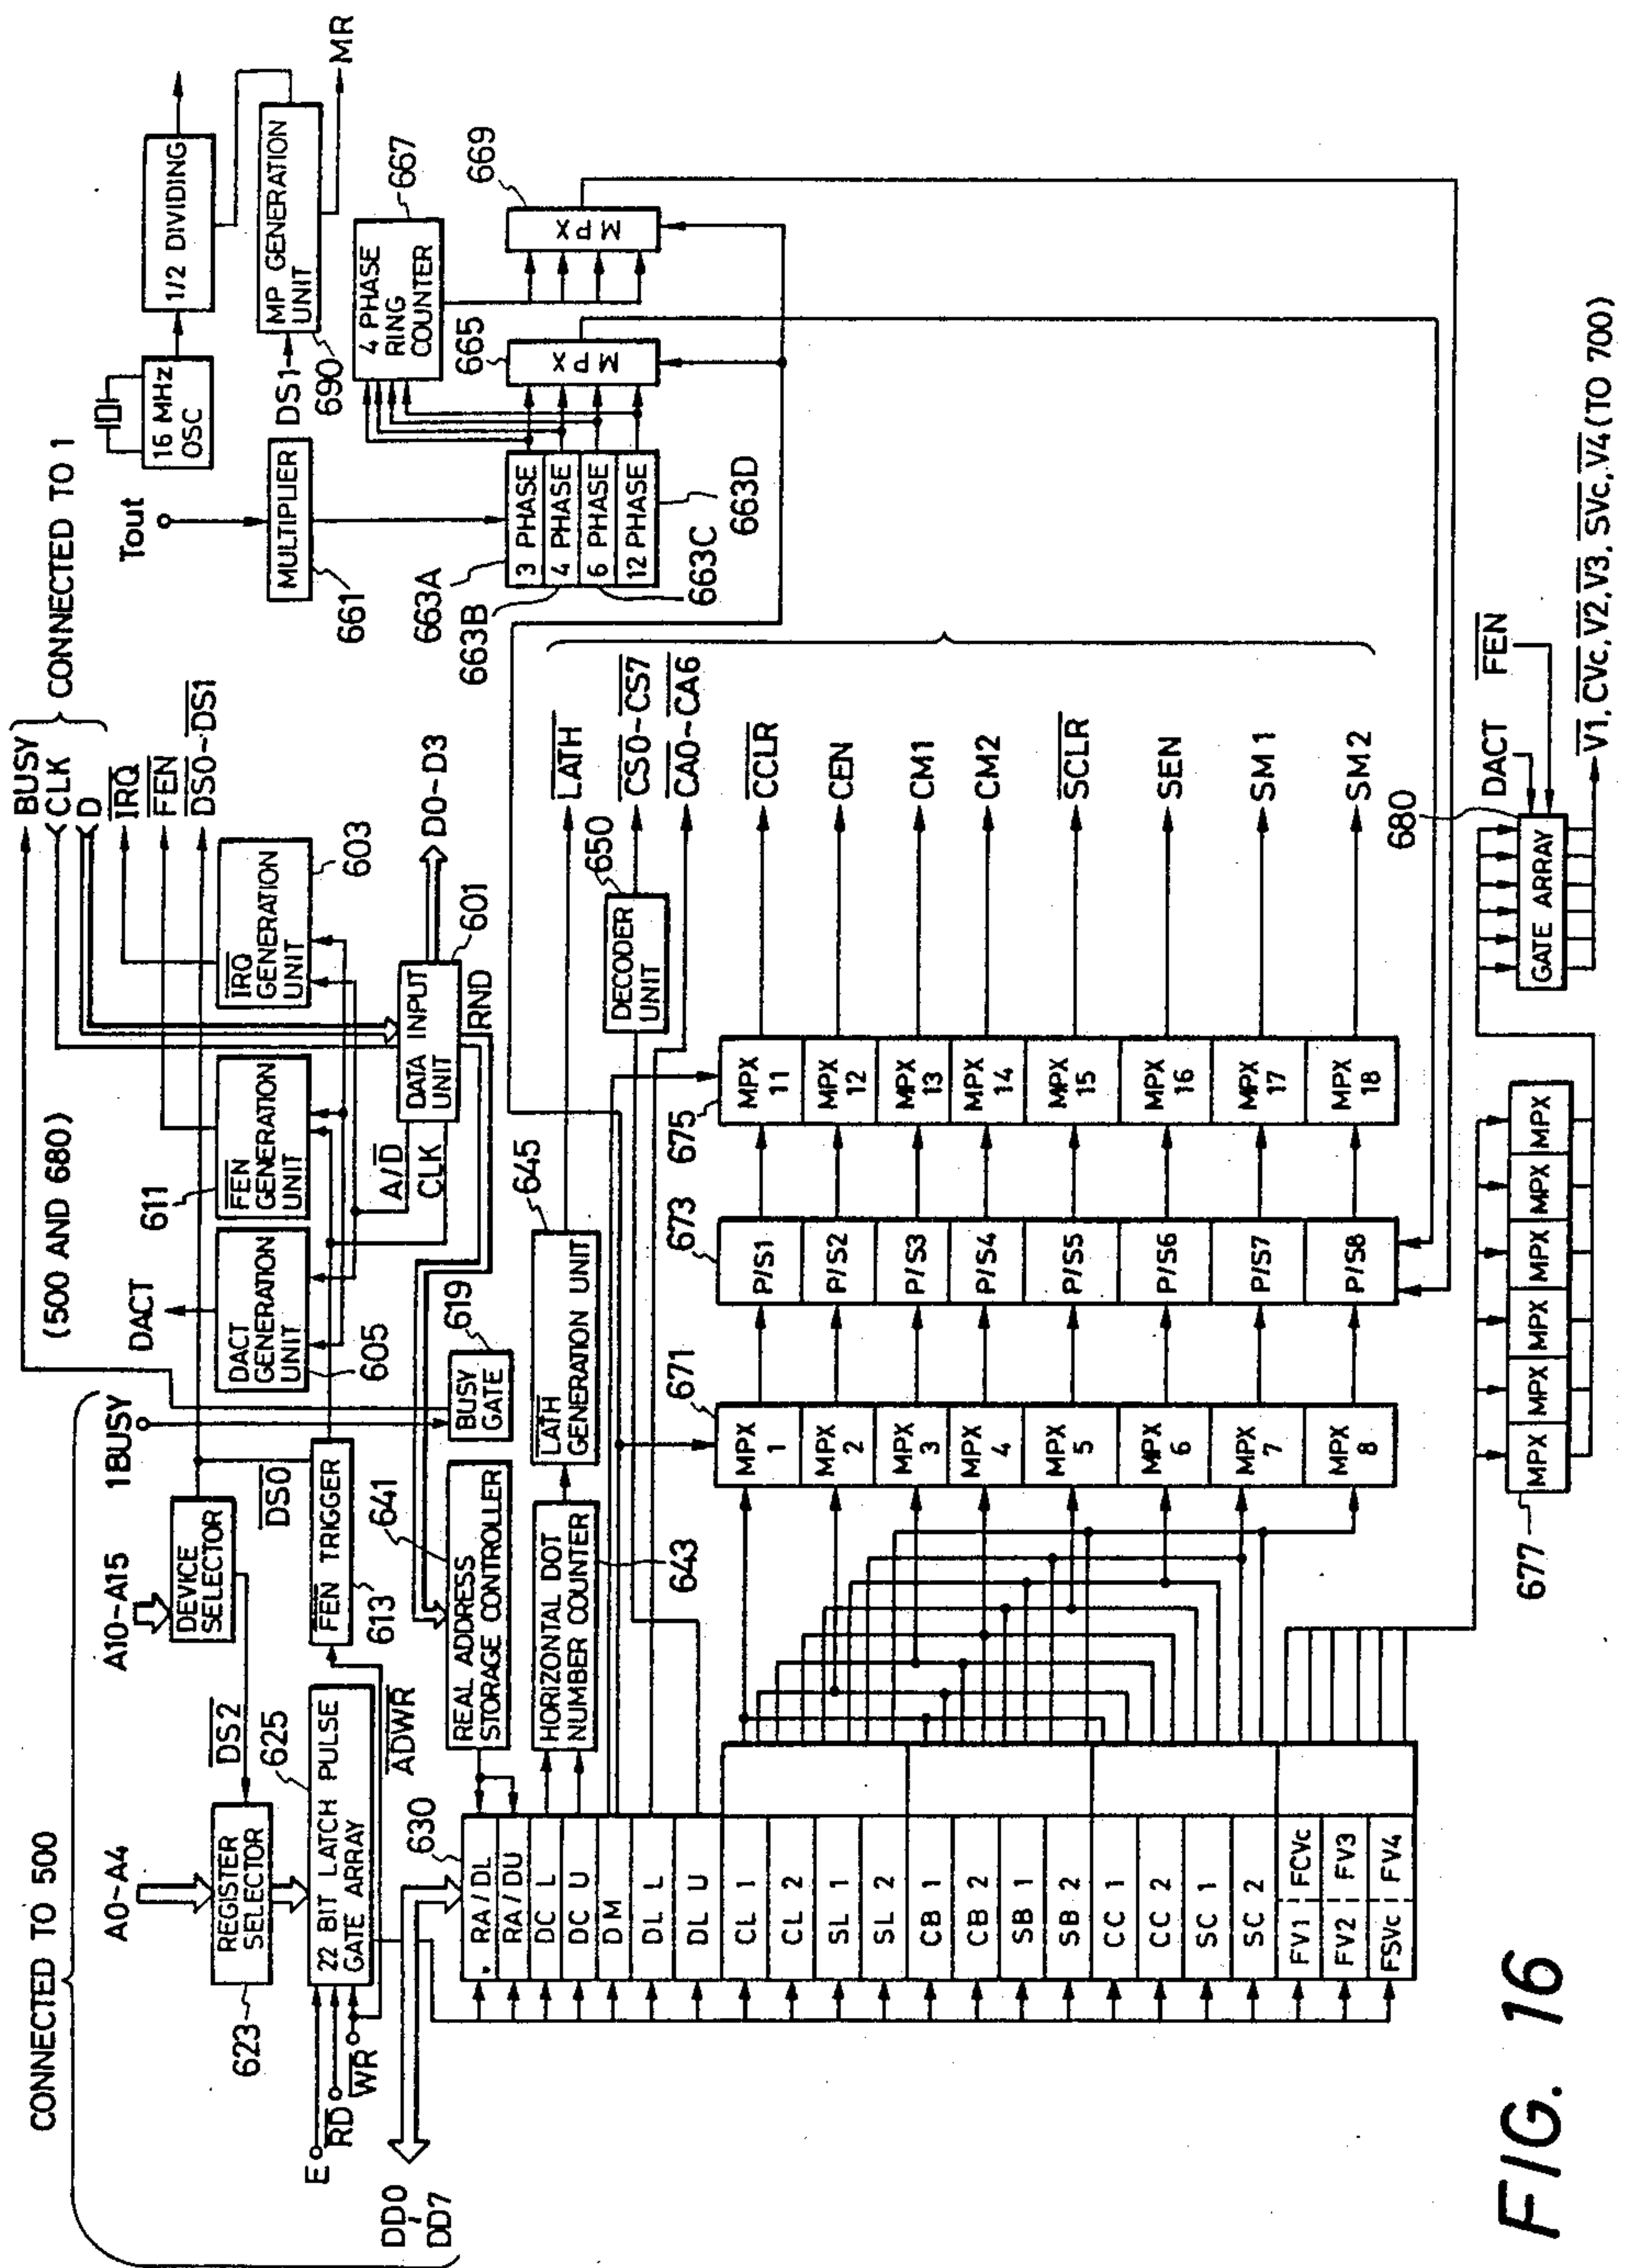 CONNECTED TO 500
A0~A4
A10~A15
1BUSY
(500 AND 680)
BUSY
CLK
D
CONNECTED TO 1
Tout
DACT
IRQ
FEN
DS0~DS1
16 MHz
OSC
1/2 DIVIDING
MP GENERATION
UNIT
DS1
690
MR
REGISTER
SELECTOR
623
DS2
DEVICE
SELECTOR
DS0
22 BIT LATCH PULSE
GATE ARRAY
625
E
RD
WR
FEN TRIGGER
613
ADWR
DACT
GENERATION
UNIT
605
FEN
GENERATION
UNIT
611
IRQ
GENERATION
UNIT
603
A/D
CLK
DATA INPUT
UNIT
601
D0~D3
IRND
MULTIPLIER
661
663A
663B
3 PHASE
4 PHASE
6 PHASE
12 PHASE
663C
663D
4 PHASE
RING
COUNTER
667
665
MPX
669
MPX
DD0
~
DD7
630
REAL ADDRESS
STORAGE CONTROLLER
641
BUSY
GATE
619
HORIZONTAL DOT
NUMBER COUNTER
643
LATH
GENERATION UNIT
645
LATH
DECODER
UNIT
650
CS0~CS7
CA0~CA6
RA/DL
RA/DU
DC L
DC U
DM
DL L
DL U
CL 1
CL 2
SL 1
SL 2
CB 1
CB 2
SB 1
SB 2
CC 1
CC 2
SC 1
SC 2
FV1 FCVc
FV2 FV3
FSVc FV4
671
MPX
1
MPX
2
MPX
3
MPX
4
MPX
5
MPX
6
MPX
7
MPX
8
673
P/S1
P/S2
P/S3
P/S4
P/S5
P/S6
P/S7
P/S8
675
MPX
11
MPX
12
MPX
13
MPX
14
MPX
15
MPX
16
MPX
17
MPX
18
CCLR
CEN
CM1
CM2
SCLR
SEN
SM1
SM2
677
MPX MPX MPX MPX MPX MPX
680
DACT
FEN
GATE ARRAY
V1, CVc, V2, V3, SVc, V4 (TO 700)
FIG. 16